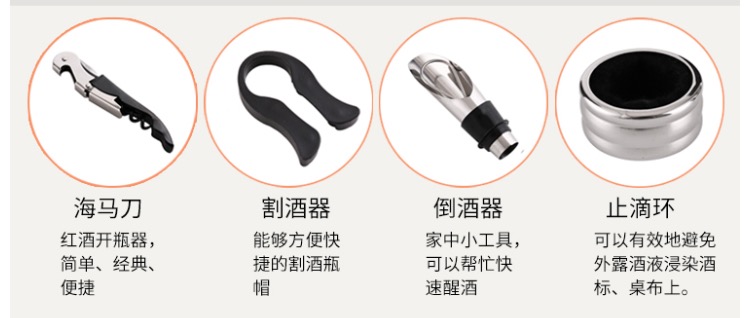 海马刀
割酒器
倒酒器
止滴环
红酒开瓶器，
简单、经典、
便捷
能够方便快
捷的割酒瓶
帽
家中小工具，
可以帮忙快
速醒酒
可以有效地避免
外露酒液浸染酒
标、桌布上。